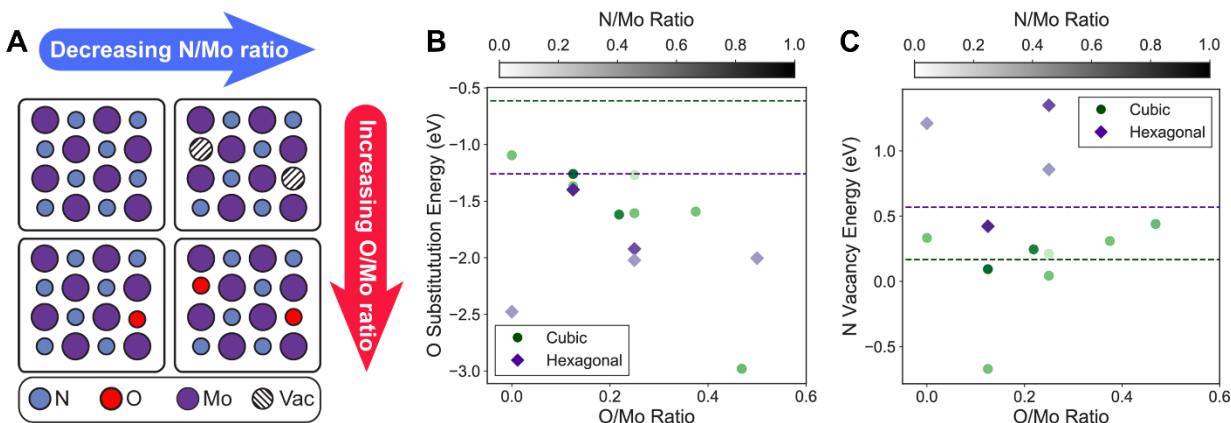 A
Decreasing N/Mo ratio
Increasing O/Mo ratio
N
O
Mo
Vac
B
N/Mo Ratio
0.0 0.2 0.4 0.6 0.8 1.0
O Substitutution Energy (eV)
−0.5
−1.0
−1.5
−2.0
−2.5
−3.0
Cubic
Hexagonal
0.0 0.2 0.4 0.6
O/Mo Ratio
C
N/Mo Ratio
0.0 0.2 0.4 0.6 0.8 1.0
N Vacancy Energy (eV)
1.0
0.5
0.0
−0.5
Cubic
Hexagonal
0.0 0.2 0.4 0.6
O/Mo Ratio